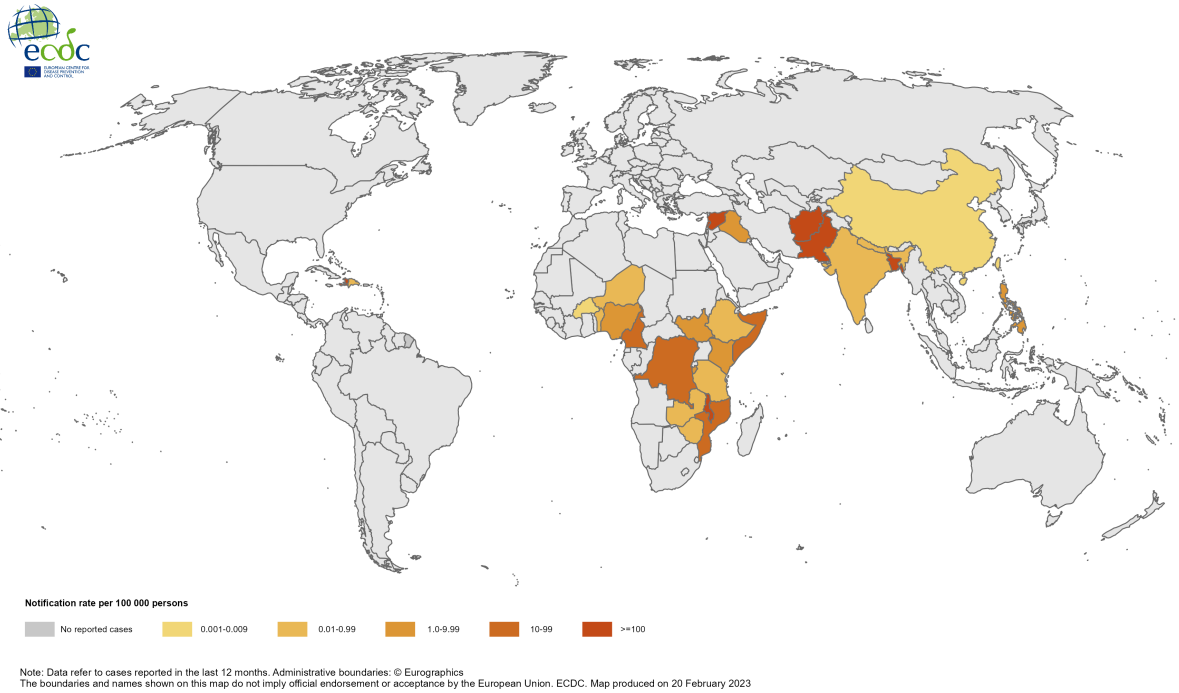 ecdc
EUROPEAN CENTRE FOR
DISEASE PREVENTION
AND CONTROL
Notification rate per 100 000 persons
No reported cases
0.001-0.009
0.01-0.99
1.0-9.99
10-99
>=100
Note: Data refer to cases reported in the last 12 months. Administrative boundaries: © Eurographics
The boundaries and names shown on this map do not imply official endorsement or acceptance by the European Union. ECDC. Map produced on 20 February 2023